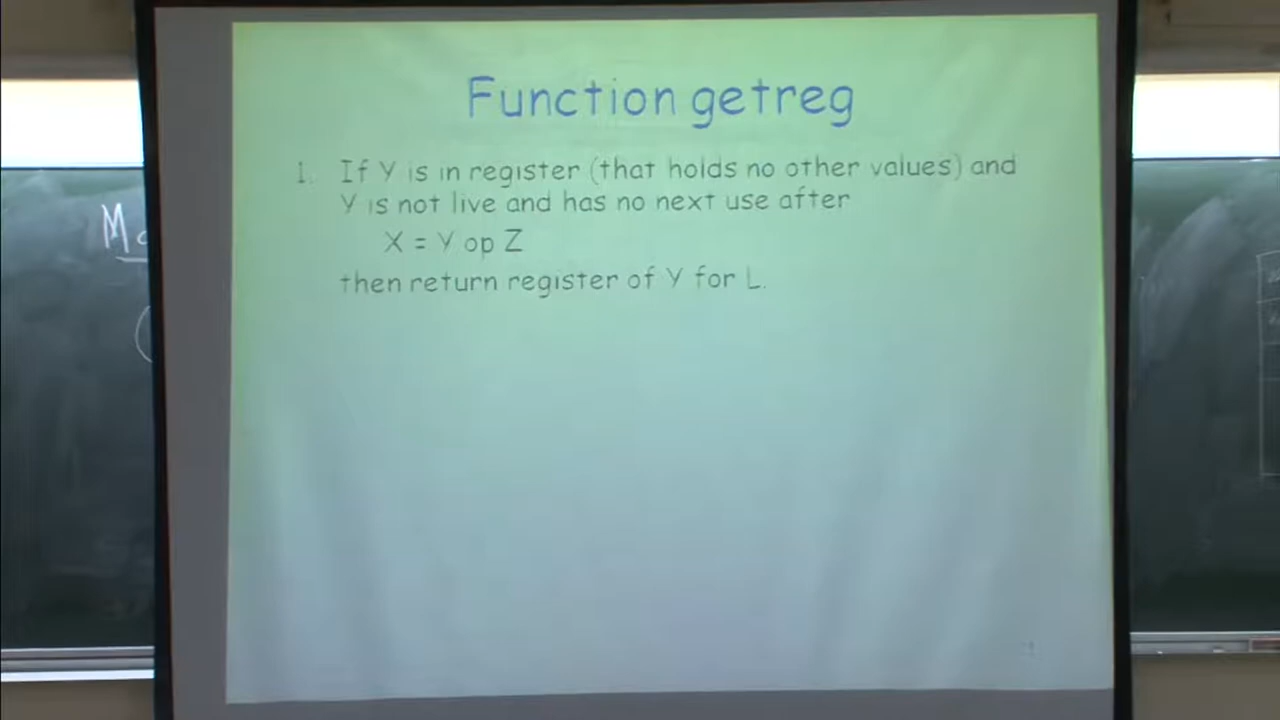 Function getreg
1. If Y is in register (that holds no other values) and
Y is not live and has no next use after
X = Y op Z
then return register of Y for L.